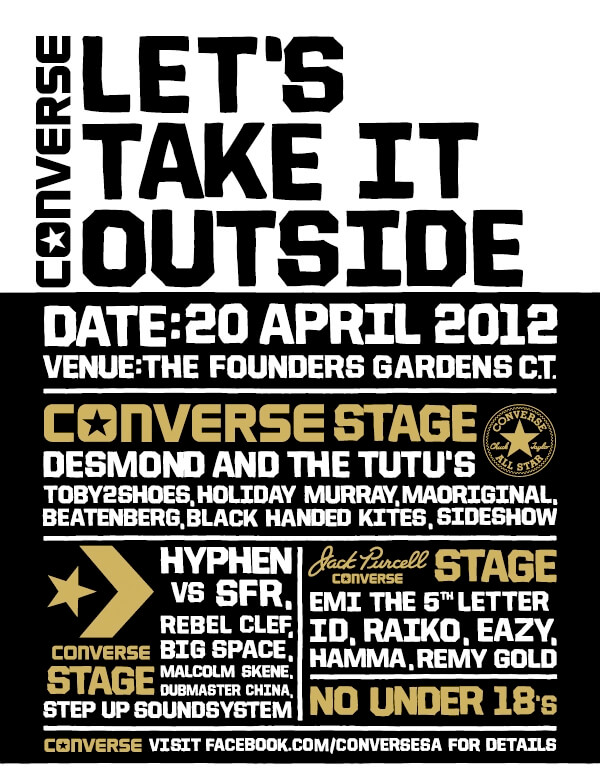 CONVERSE
LET'S
TAKE IT
OUTSIDE
DATE:20 APRIL 2012
VENUE:THE FOUNDERS GARDENS C.T.
CONVERSE STAGE
CONVERSE
Chuck Taylor
ALL STAR
DESMOND AND THE TUTU'S
TOBY2SHOES, HOLIDAY MURRAY, MAORIGINAL,
BEATENBERG, BLACK HANDED KITES, SIDESHOW
CONVERSE
STAGE
HYPHEN
VS SFR,
REBEL CLEF,
BIG SPACE,
MALCOLM SKENE,
DUBMASTER CHINA,
STEP UP SOUNDSYSTEM
Jack Purcell
CONVERSE
STAGE
EMI THE 5TH LETTER
ID, RAIKO, EAZY,
HAMMA, REMY GOLD
NO UNDER 18'S
CONVERSE VISIT FACEBOOK.COM/CONVERSESA FOR DETAILS